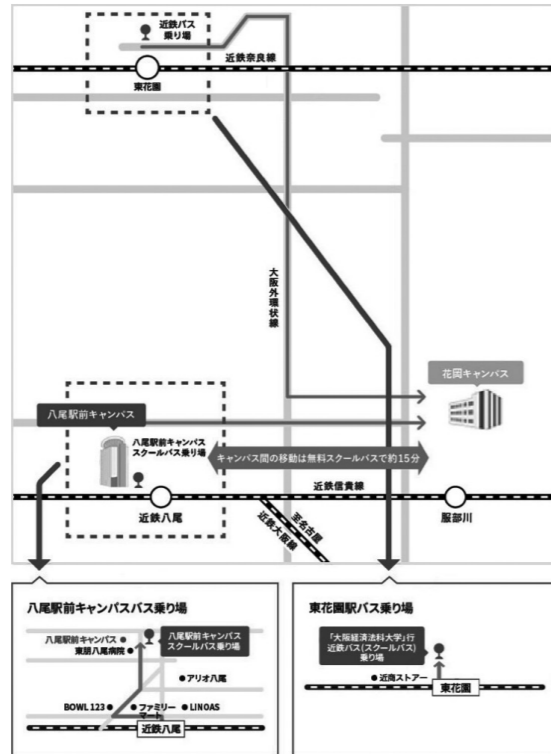 近鉄バス
乗り場
近鉄奈良線
東花園
大阪外環状線
花岡キャンパス
八尾駅前キャンパス
八尾駅前キャンパス
スクールバス乗り場
キャンパス間の移動は無料スクールバスで約15分
近鉄信貴線
近鉄八尾
服部川
至名古屋
近鉄大阪線
八尾駅前キャンパスバス乗り場
八尾駅前キャンパス
東朋八尾病院
八尾駅前キャンパス
スクールバス乗り場
アリオ八尾
BOWL 123
ファミリー
マート
LINOAS
近鉄八尾
東花園駅バス乗り場
「大阪経済法科大学」行
近鉄バス(スクールバス)
乗り場
近商ストアー
東花園